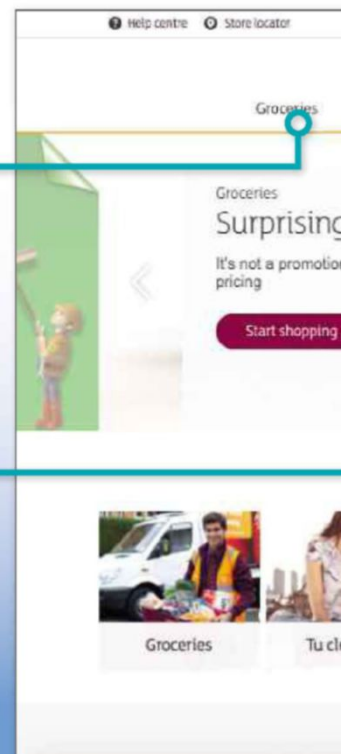 Help centre Store locator
Groceries
Groceries
Surprising
It's not a promotion
pricing
Start shopping
Groceries
Tu cl